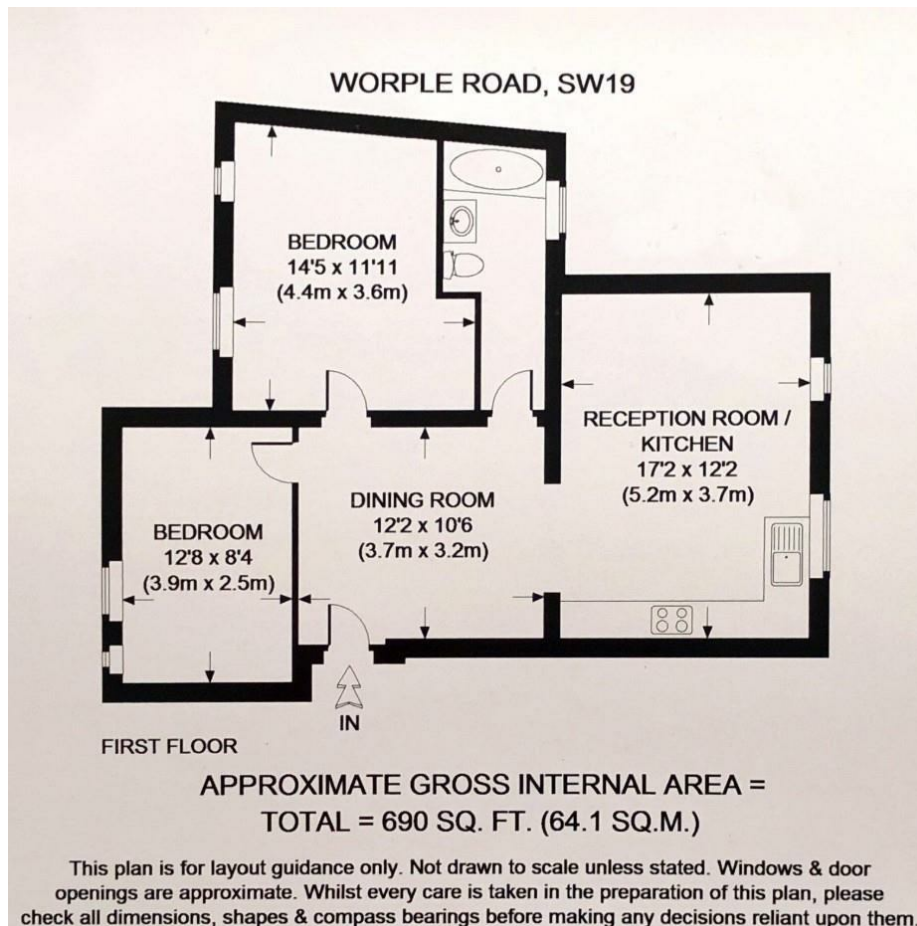 WORPLE ROAD, SW19
BEDROOM
14'5 x 11'11
(4.4m x 3.6m)
RECEPTION ROOM /
KITCHEN
17'2 x 12'2
(5.2m x 3.7m)
DINING ROOM
12'2 x 10'6
(3.7m x 3.2m)
BEDROOM
12'8 x 8'4
(3.9m x 2.5m)
IN
FIRST FLOOR
APPROXIMATE GROSS INTERNAL AREA =
TOTAL = 690 SQ. FT. (64.1 SQ.M.)
This plan is for layout guidance only. Not drawn to scale unless stated. Windows & door
openings are approximate. Whilst every care is taken in the preparation of this plan, please
check all dimensions, shapes & compass bearings before making any decisions reliant upon them.